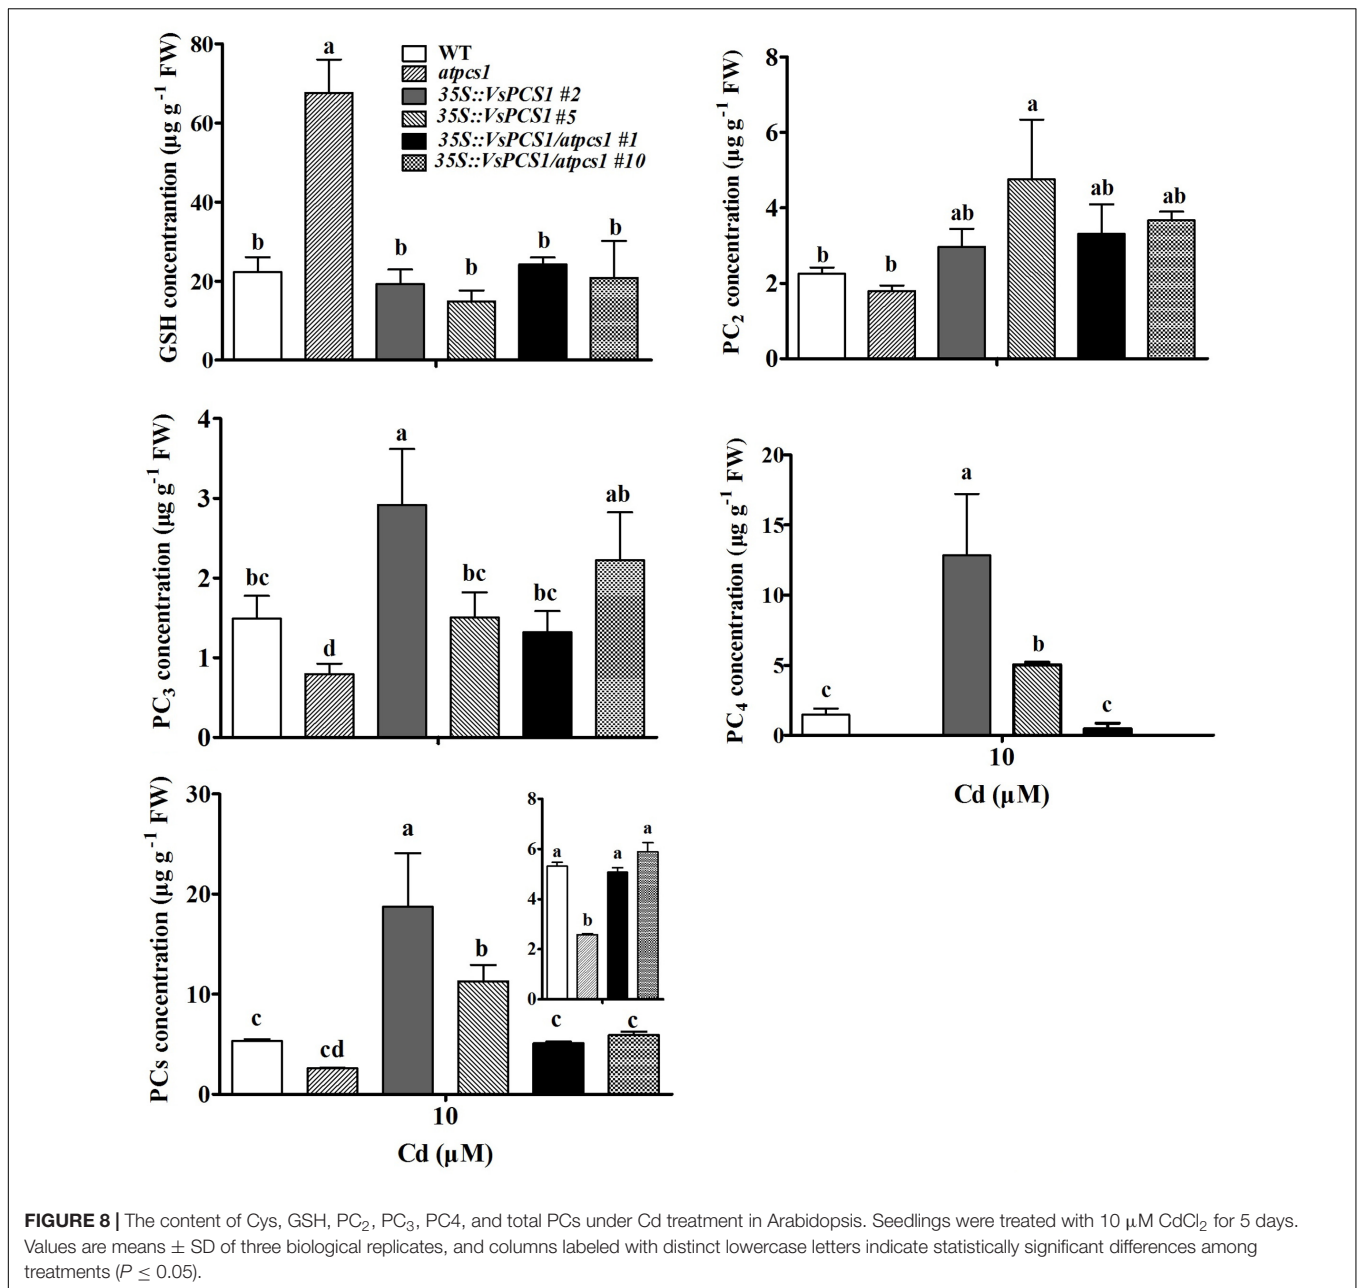 GSH concentrantion (µg g⁻¹ FW)
80
60
40
20
0
b
a
b
b
b
b
WT
atpcs1
35S::VsPCS1 #2
35S::VsPCS1 #5
35S::VsPCS1/atpcs1 #1
35S::VsPCS1/atpcs1 #10
PC₂ concentration (µg g⁻¹ FW)
8
6
4
2
0
b
b
ab
a
ab
ab
PC₃ concentration (µg g⁻¹ FW)
4
3
2
1
0
bc
d
a
bc
bc
ab
PC₄ concentration (µg g⁻¹ FW)
20
15
10
5
0
c
a
b
c
10
Cd (µM)
PCs concentration (µg g⁻¹ FW)
30
20
10
0
c
cd
a
b
c
c
8
6
4
2
0
a
b
a
a
10
Cd (µM)
FIGURE 8 | The content of Cys, GSH, PC₂, PC₃, PC4, and total PCs under Cd treatment in Arabidopsis. Seedlings were treated with 10 µM CdCl₂ for 5 days.
Values are means ± SD of three biological replicates, and columns labeled with distinct lowercase letters indicate statistically significant differences among
treatments (P ≤ 0.05).